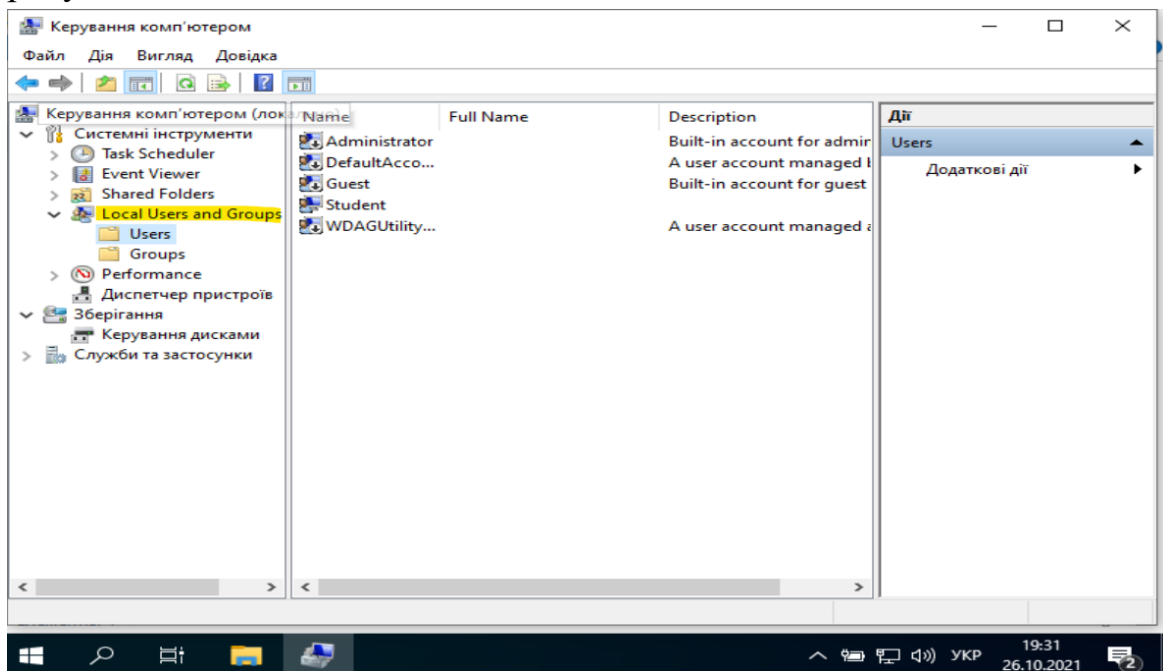 Керування комп'ютером
Файл Дія Вигляд Довідка
Керування комп'ютером (лок
Системні інструменти
Task Scheduler
Event Viewer
Shared Folders
Local Users and Groups
Users
Groups
Performance
Диспетчер пристроїв
Зберігання
Керування дисками
Служби та застосунки
Name Full Name Description
Administrator Built-in account for admir
DefaultAcco... A user account managed
Guest Built-in account for guest
Student
WDAGUtility... A user account managed
Дії
Users
Додаткові дії
УКР
19:31
26.10.2021
2